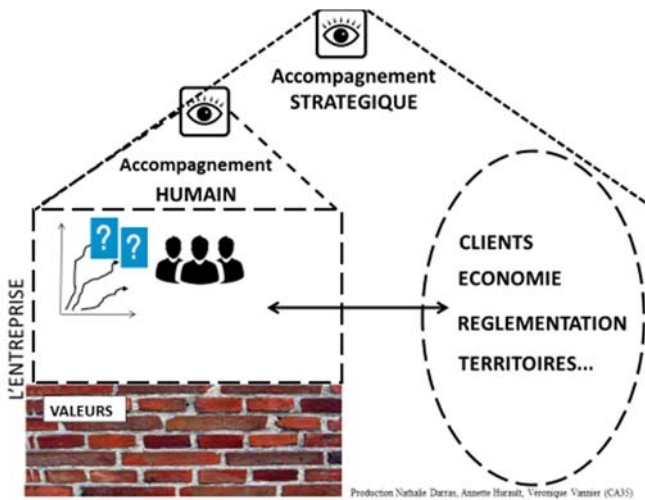 Accompagnement
STRATEGIQUE
Accompagnement
HUMAIN
? ?
L'ENTREPRISE
CLIENTS
ECONOMIE
REGLEMENTATION
TERRITOIRES...
VALEURS
Production Nathalie Darras, Annette Hurault, Véronique Vannier (CA35)